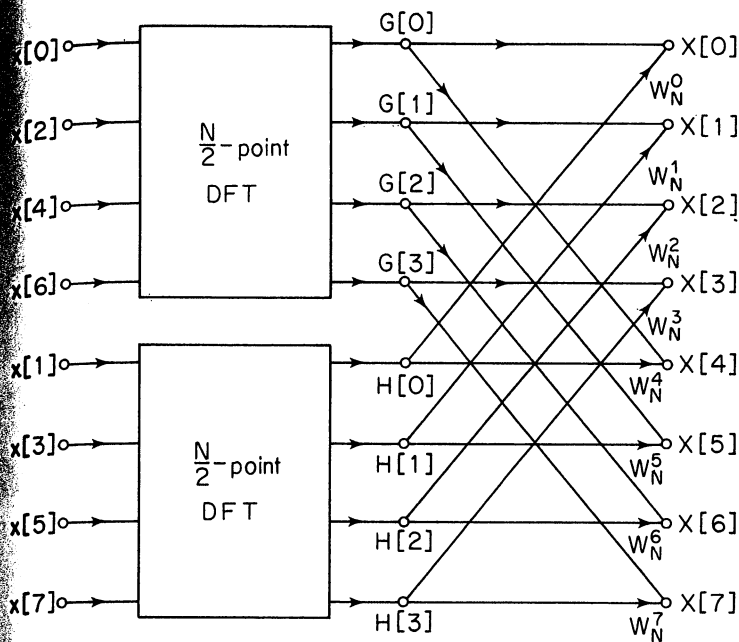 x[0] G[0] X[0]
W_N^0
x[2] G[1] X[1]
N/2-point
DFT
W_N^1
x[4] G[2] X[2]
W_N^2
x[6] G[3] X[3]
W_N^3
x[1] H[0] X[4]
W_N^4
x[3] H[1] X[5]
N/2-point
DFT
W_N^5
x[5] H[2] X[6]
W_N^6
x[7] H[3] X[7]
W_N^7